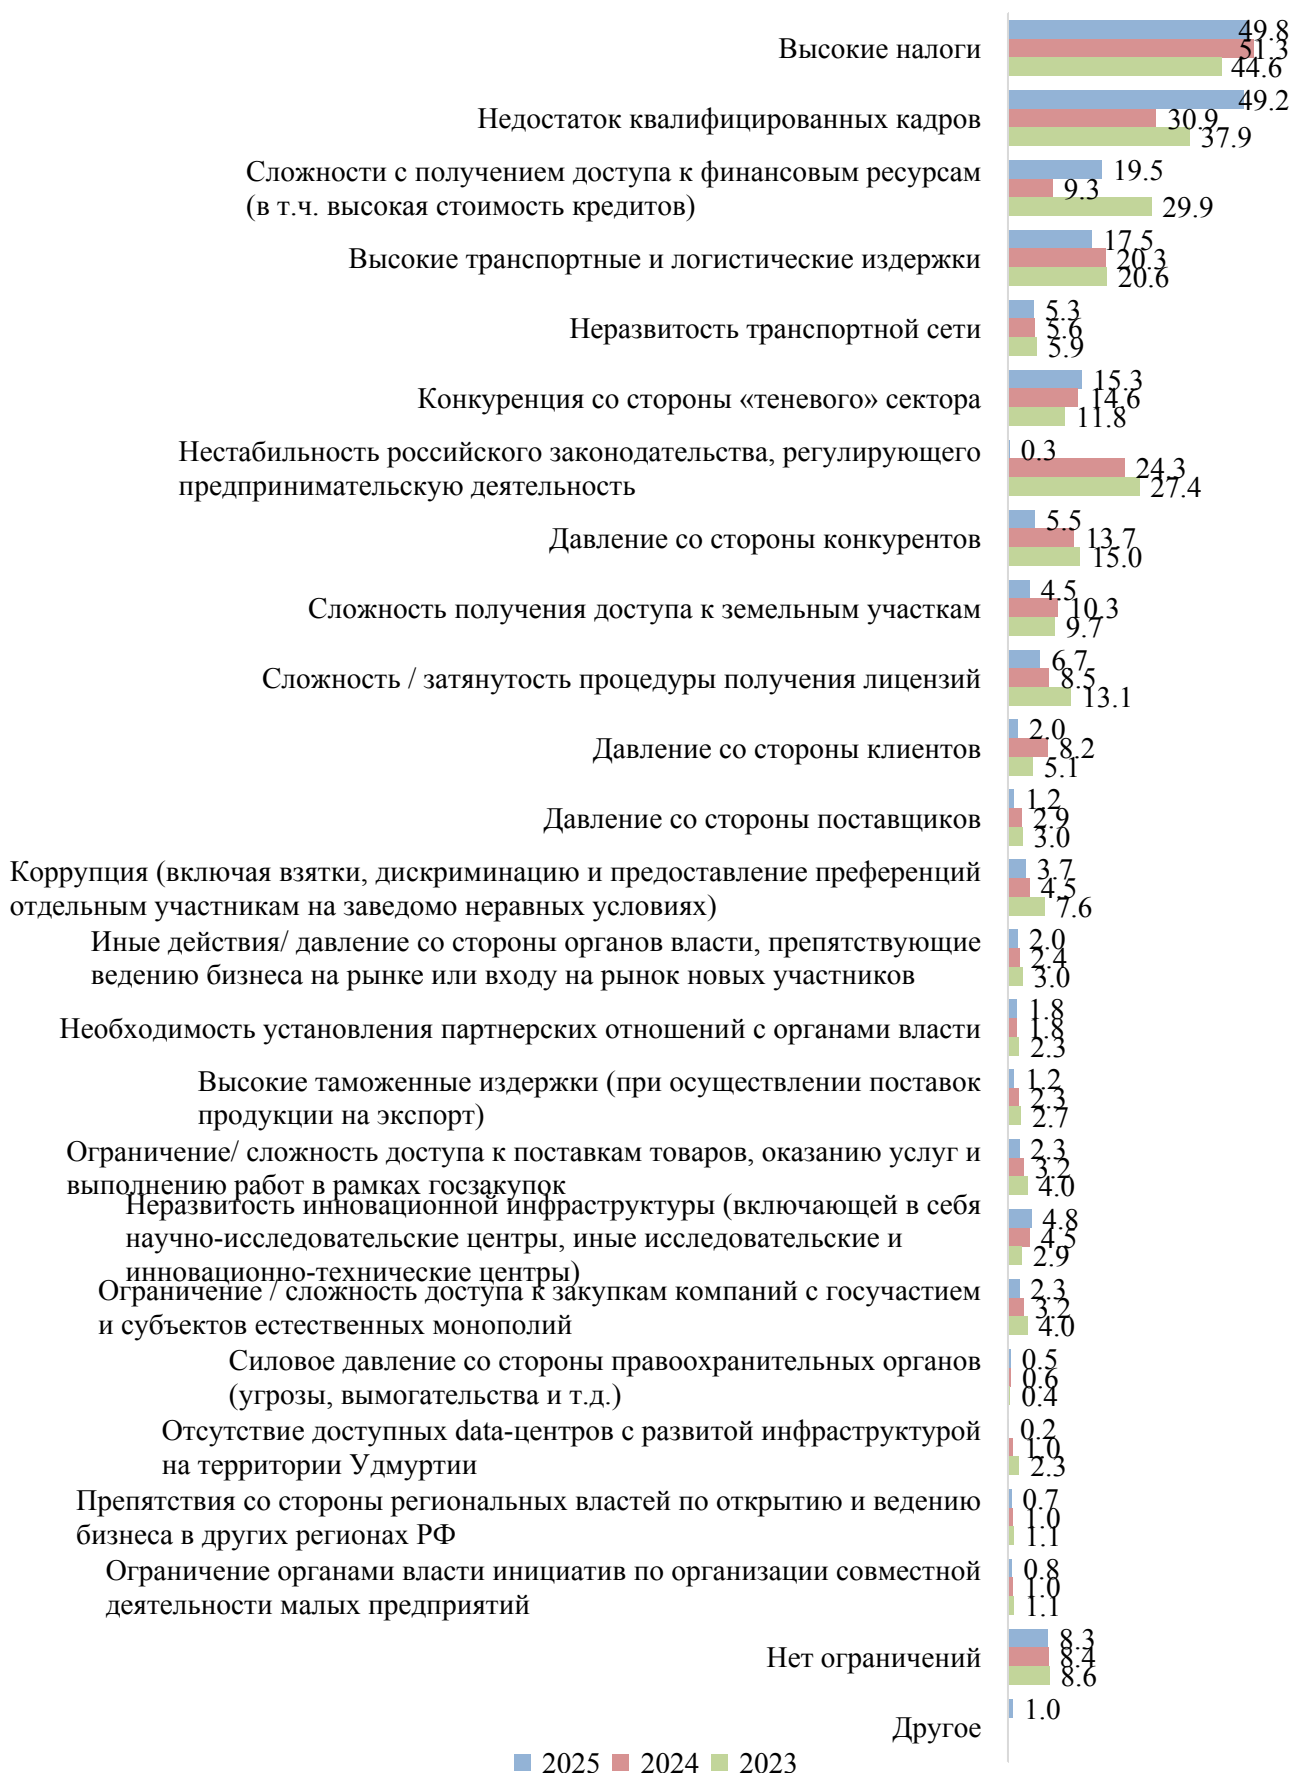 Высокие налоги
49.8
51.3
44.6
Недостаток квалифицированных кадров
49.2
30.9
37.9
Сложности с получением доступа к финансовым ресурсам
(в т.ч. высокая стоимость кредитов)
19.5
9.3
29.9
Высокие транспортные и логистические издержки
17.5
20.3
20.6
Неразвитость транспортной сети
5.3
5.6
5.9
Конкуренция со стороны «теневого» сектора
15.3
14.6
11.8
Нестабильность российского законодательства, регулирующего
предпринимательскую деятельность
0.3
24.3
27.4
Давление со стороны конкурентов
5.5
13.7
15.0
Сложность получения доступа к земельным участкам
4.5
10.3
9.7
Сложность / затянутость процедуры получения лицензий
6.7
8.5
13.1
Давление со стороны клиентов
2.0
8.2
5.1
Давление со стороны поставщиков
1.2
2.9
3.0
Коррупция (включая взятки, дискриминацию и предоставление преференций
отдельным участникам на заведомо неравных условиях)
3.7
4.5
7.6
Иные действия/ давление со стороны органов власти, препятствующие
ведению бизнеса на рынке или входу на рынок новых участников
2.0
2.4
3.0
Необходимость установления партнерских отношений с органами власти
1.8
1.8
2.3
Высокие таможенные издержки (при осуществлении поставок
продукции на экспорт)
1.2
2.3
2.7
Ограничение/ сложность доступа к поставкам товаров, оказанию услуг и
выполнению работ в рамках госзакупок
2.3
3.2
4.0
Неразвитость инновационной инфраструктуры (включающей в себя
научно-исследовательские центры, иные исследовательские и
инновационно-технические центры)
4.8
4.5
2.9
Ограничение / сложность доступа к закупкам компаний с госучастием
и субъектов естественных монополий
2.3
3.2
4.0
Силовое давление со стороны правоохранительных органов
(угрозы, вымогательства и т.д.)
0.5
0.6
0.4
Отсутствие доступных data-центров с развитой инфраструктурой
на территории Удмуртии
0.2
1.0
2.3
Препятствия со стороны региональных властей по открытию и ведению
бизнеса в других регионах РФ
0.7
1.0
1.1
Ограничение органами власти инициатив по организации совместной
деятельности малых предприятий
0.8
1.0
1.1
Нет ограничений
8.3
8.4
8.6
Другое
1.0
2025 2024 2023